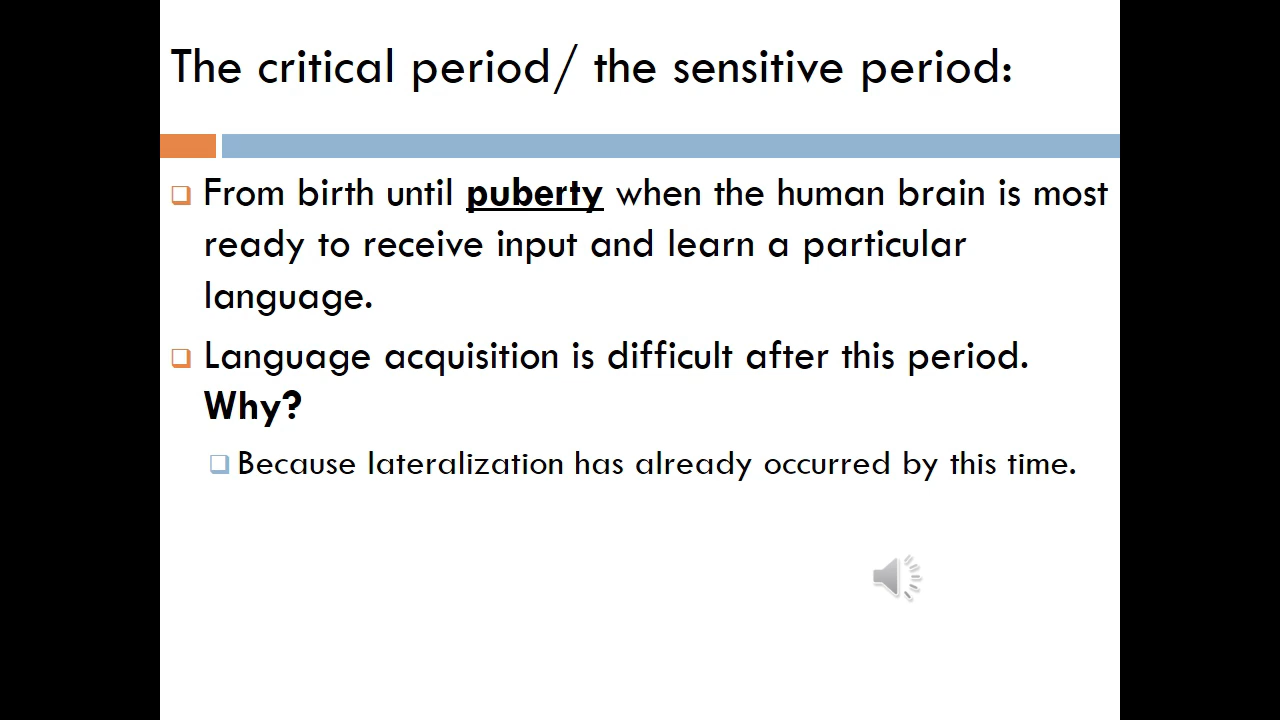 The critical period/ the sensitive period:
From birth until puberty when the human brain is most
ready to receive input and learn a particular
language.
Language acquisition is difficult after this period.
Why?
Because lateralization has already occurred by this time.